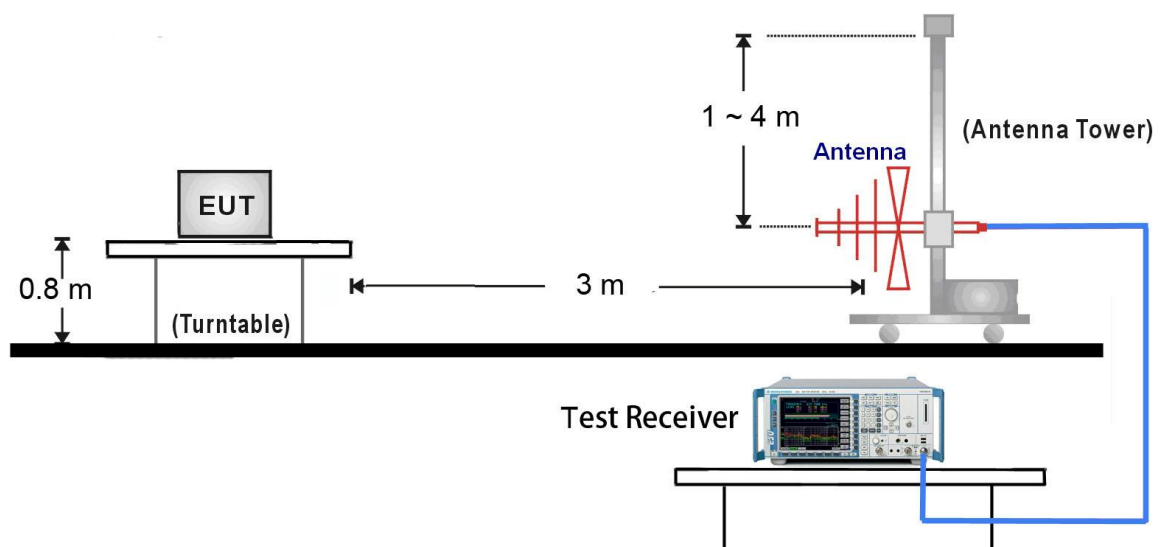 1 ~ 4 m
(Antenna Tower)
Antenna
EUT
0.8 m
3 m
(Turntable)
Test Receiver